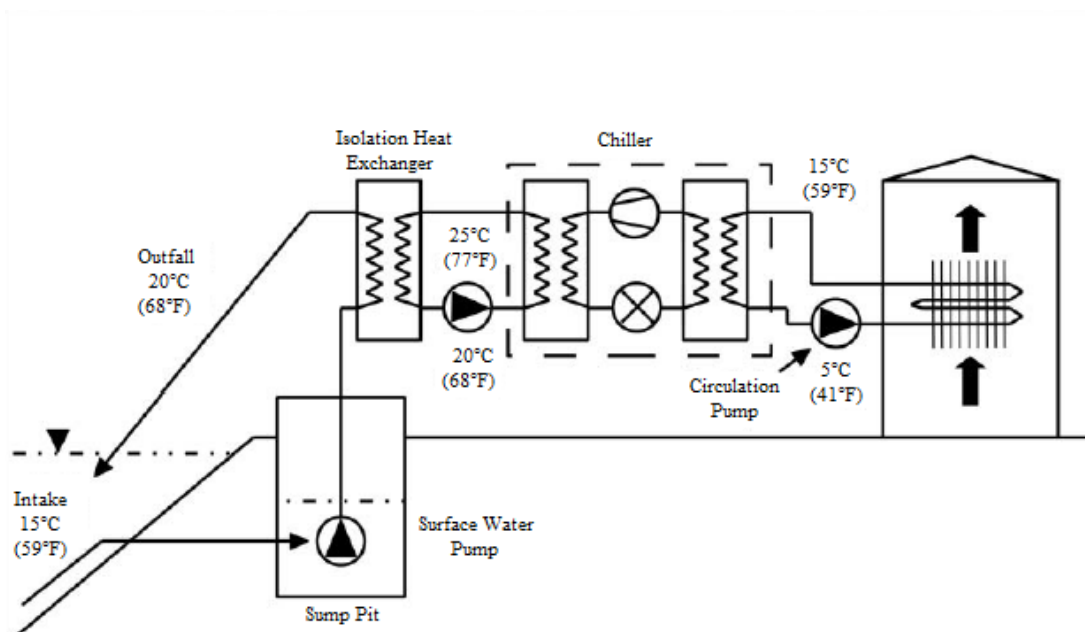 Isolation Heat
Exchanger
Chiller
15°C
(59°F)
25°C
(77°F)
Outfall
20°C
(68°F)
20°C
(68°F)
Circulation
Pump
5°C
(41°F)
Intake
15°C
(59°F)
Surface Water
Pump
Sump Pit